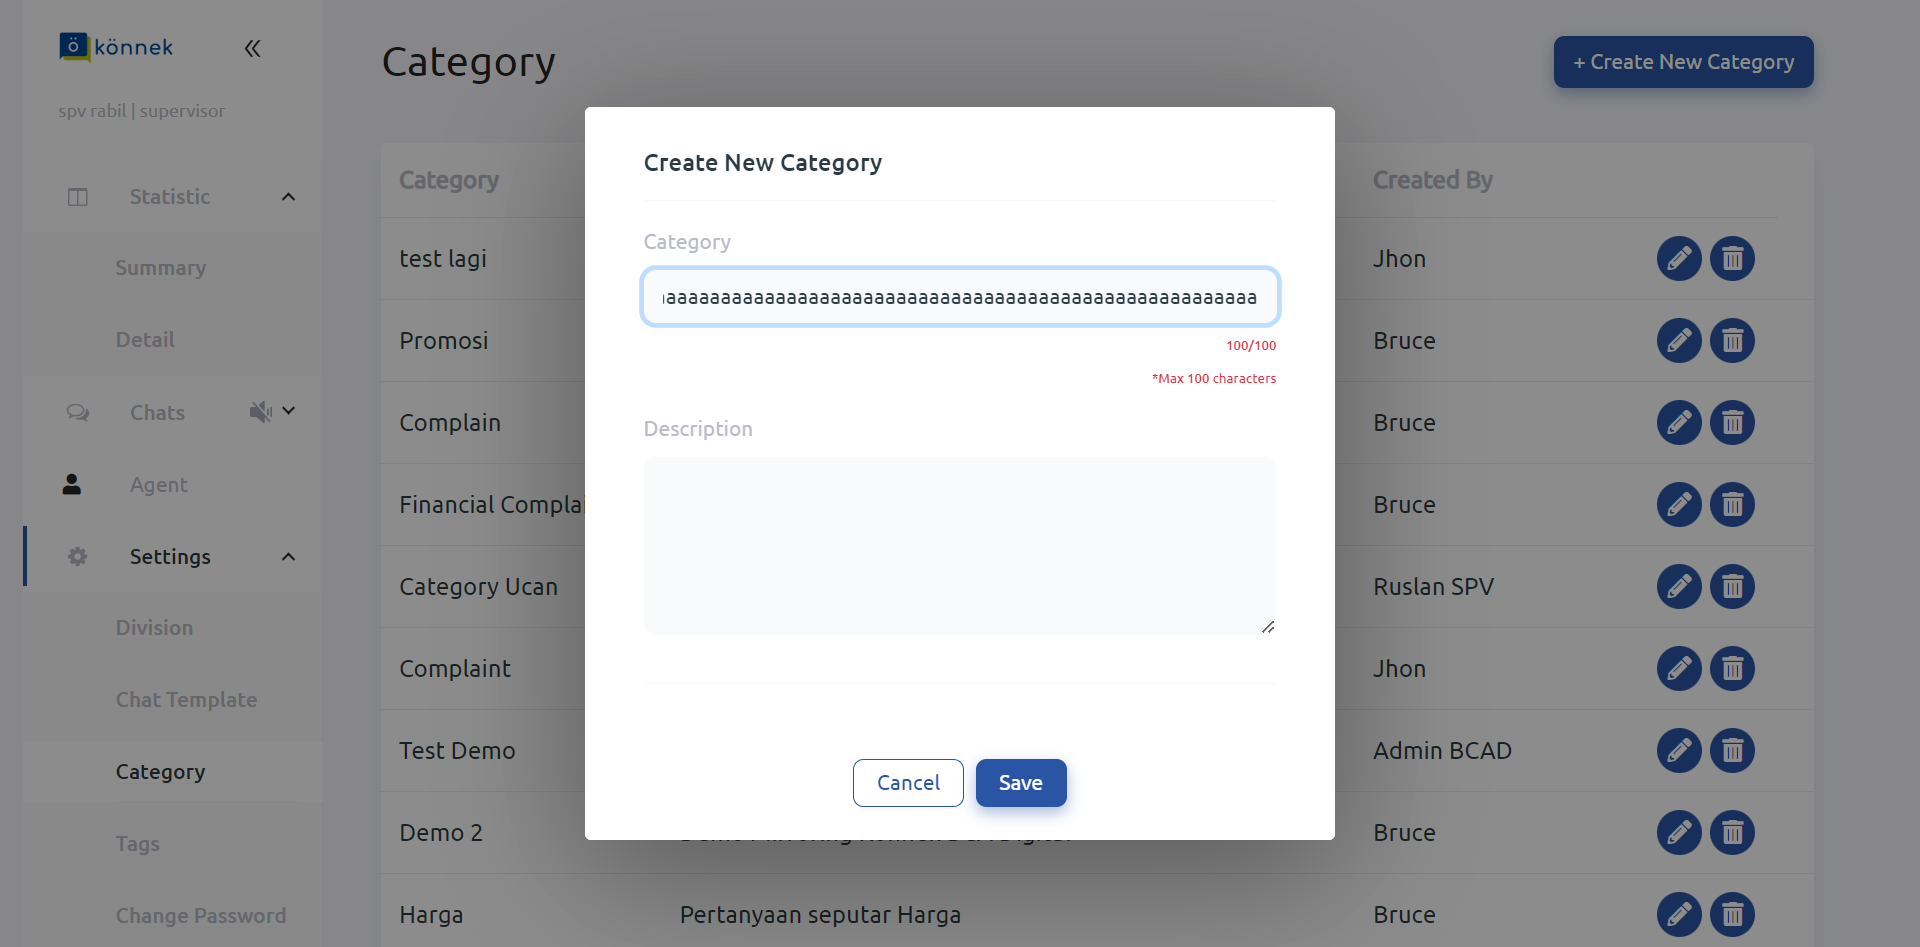 könnek
spv rabil | supervisor
Statistic
Summary
Detail
Chats
Agent
Settings
Division
Chat Template
Category
Tags
Change Password
Category
+ Create New Category
Category
Created By
test lagi
Jhon
Promosi
Bruce
Complain
Bruce
Financial Complai
Bruce
Category Ucan
Ruslan SPV
Complaint
Jhon
Test Demo
Admin BCAD
Demo 2
Bruce
Harga
Pertanyaan seputar Harga
Bruce
Create New Category
Category
aaaaaaaaaaaaaaaaaaaaaaaaaaaaaaaaaaaaaaaaaaaaaaaaaaaaaa
100/100
*Max 100 characters
Description
Cancel
Save